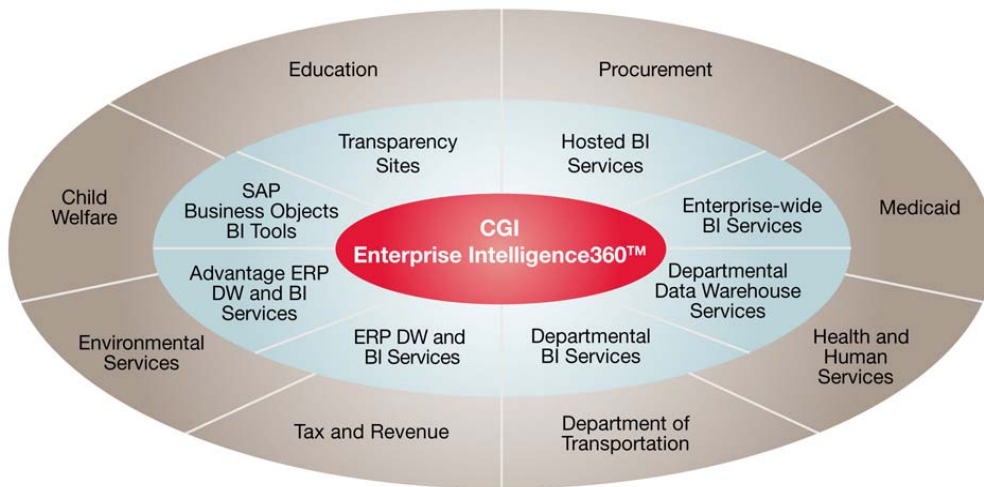 Education
Procurement
Transparency
Sites
Hosted BI
Services
Child
Welfare
SAP
Business Objects
BI Tools
CGI
Enterprise Intelligence360™
Enterprise-wide
BI Services
Medicaid
Advantage ERP
DW and BI
Services
Departmental
Data Warehouse
Services
Environmental
Services
ERP DW and
BI Services
Departmental
BI Services
Health and
Human
Services
Tax and Revenue
Department of
Transportation